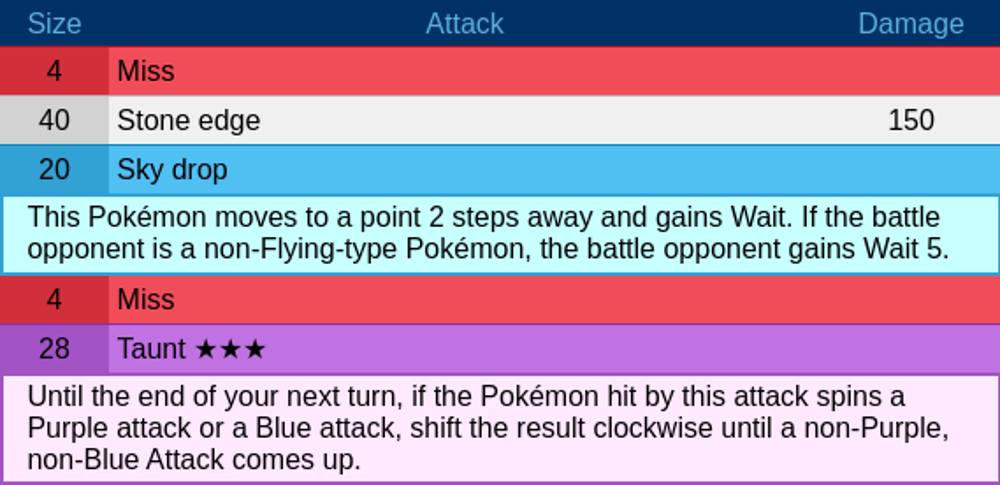 Size Attack Damage
4 Miss
40 Stone edge 150
20 Sky drop
This Pokémon moves to a point 2 steps away and gains Wait. If the battle
opponent is a non-Flying-type Pokémon, the battle opponent gains Wait 5.
4 Miss
28 Taunt ★★★
Until the end of your next turn, if the Pokémon hit by this attack spins a
Purple attack or a Blue attack, shift the result clockwise until a non-Purple,
non-Blue Attack comes up.